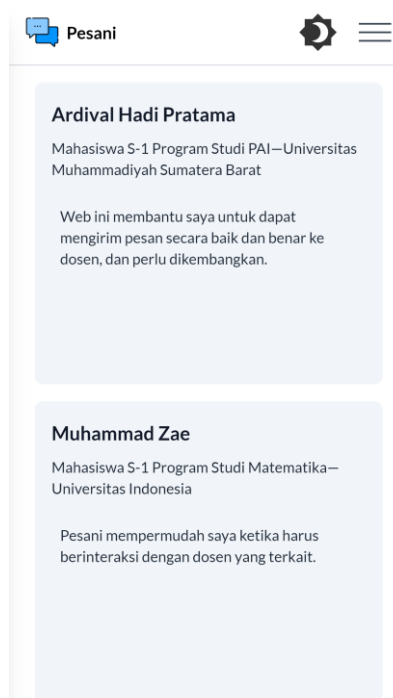 Pesani
Ardival Hadi Pratama
Mahasiswa S-1 Program Studi PAI—Universitas
Muhammadiyah Sumatera Barat
Web ini membantu saya untuk dapat
mengirim pesan secara baik dan benar ke
dosen, dan perlu dikembangkan.
Muhammad Zae
Mahasiswa S-1 Program Studi Matematika—
Universitas Indonesia
Pesani mempermudah saya ketika harus
berinteraksi dengan dosen yang terkait.